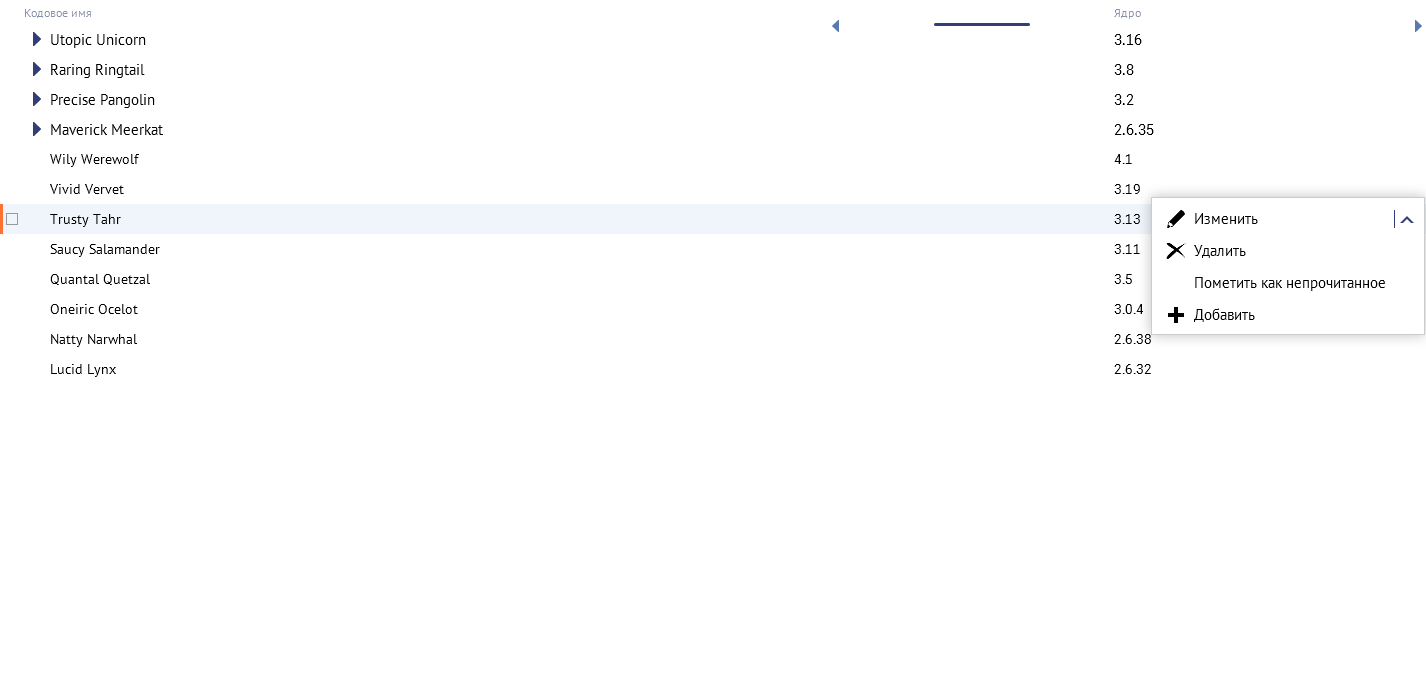 Кодовое имя Ядро
Utopic Unicorn 3.16
Raring Ringtail 3.8
Precise Pangolin 3.2
Maverick Meerkat 2.6.35
Wily Werewolf 4.1
Vivid Vervet 3.19
Trusty Tahr 3.13 Изменить
Saucy Salamander 3.11 Удалить
Quantal Quetzal 3.5 Пометить как непрочитанное
Oneiric Ocelot 3.0.4 Добавить
Natty Narwhal 2.6.38
Lucid Lynx 2.6.32